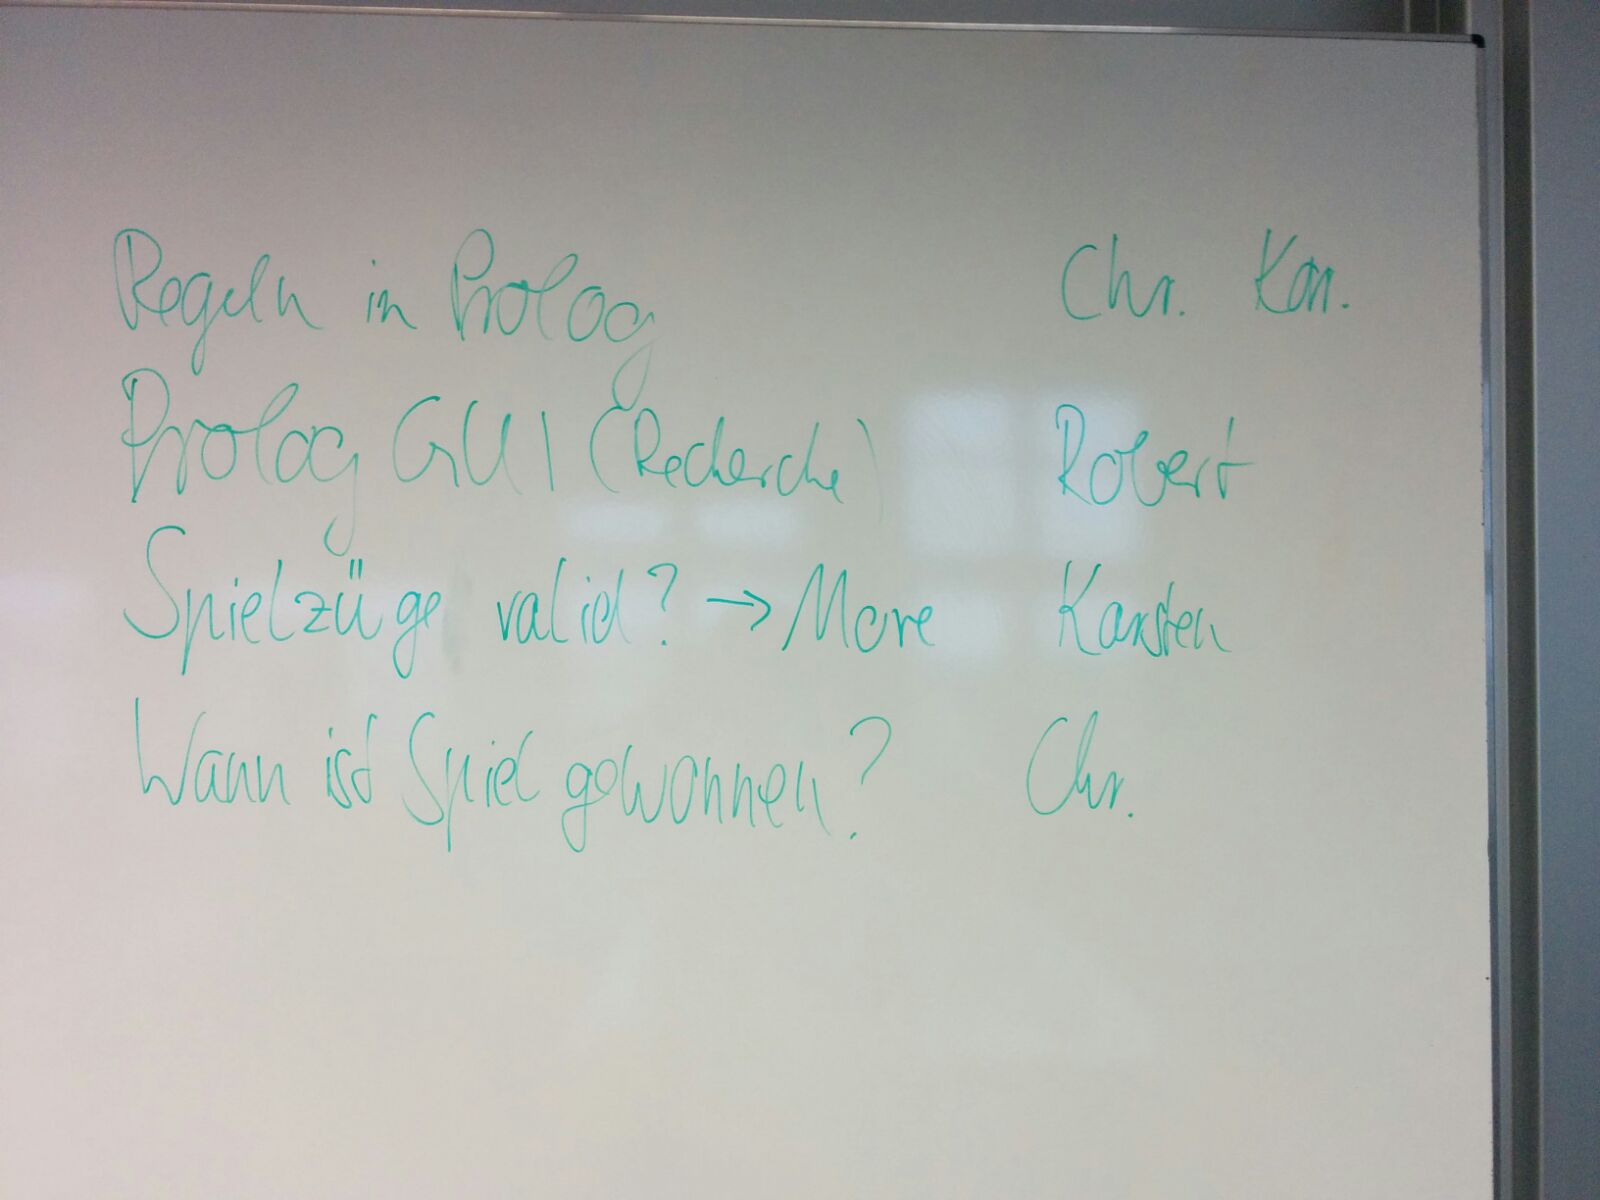 Regeln in Prolog Chr. Kar.
Prolog GUI (Recherche) Robert
Spielzüge valid? → Move Karsten
Wann ist Spiel gewonnen? Chr.